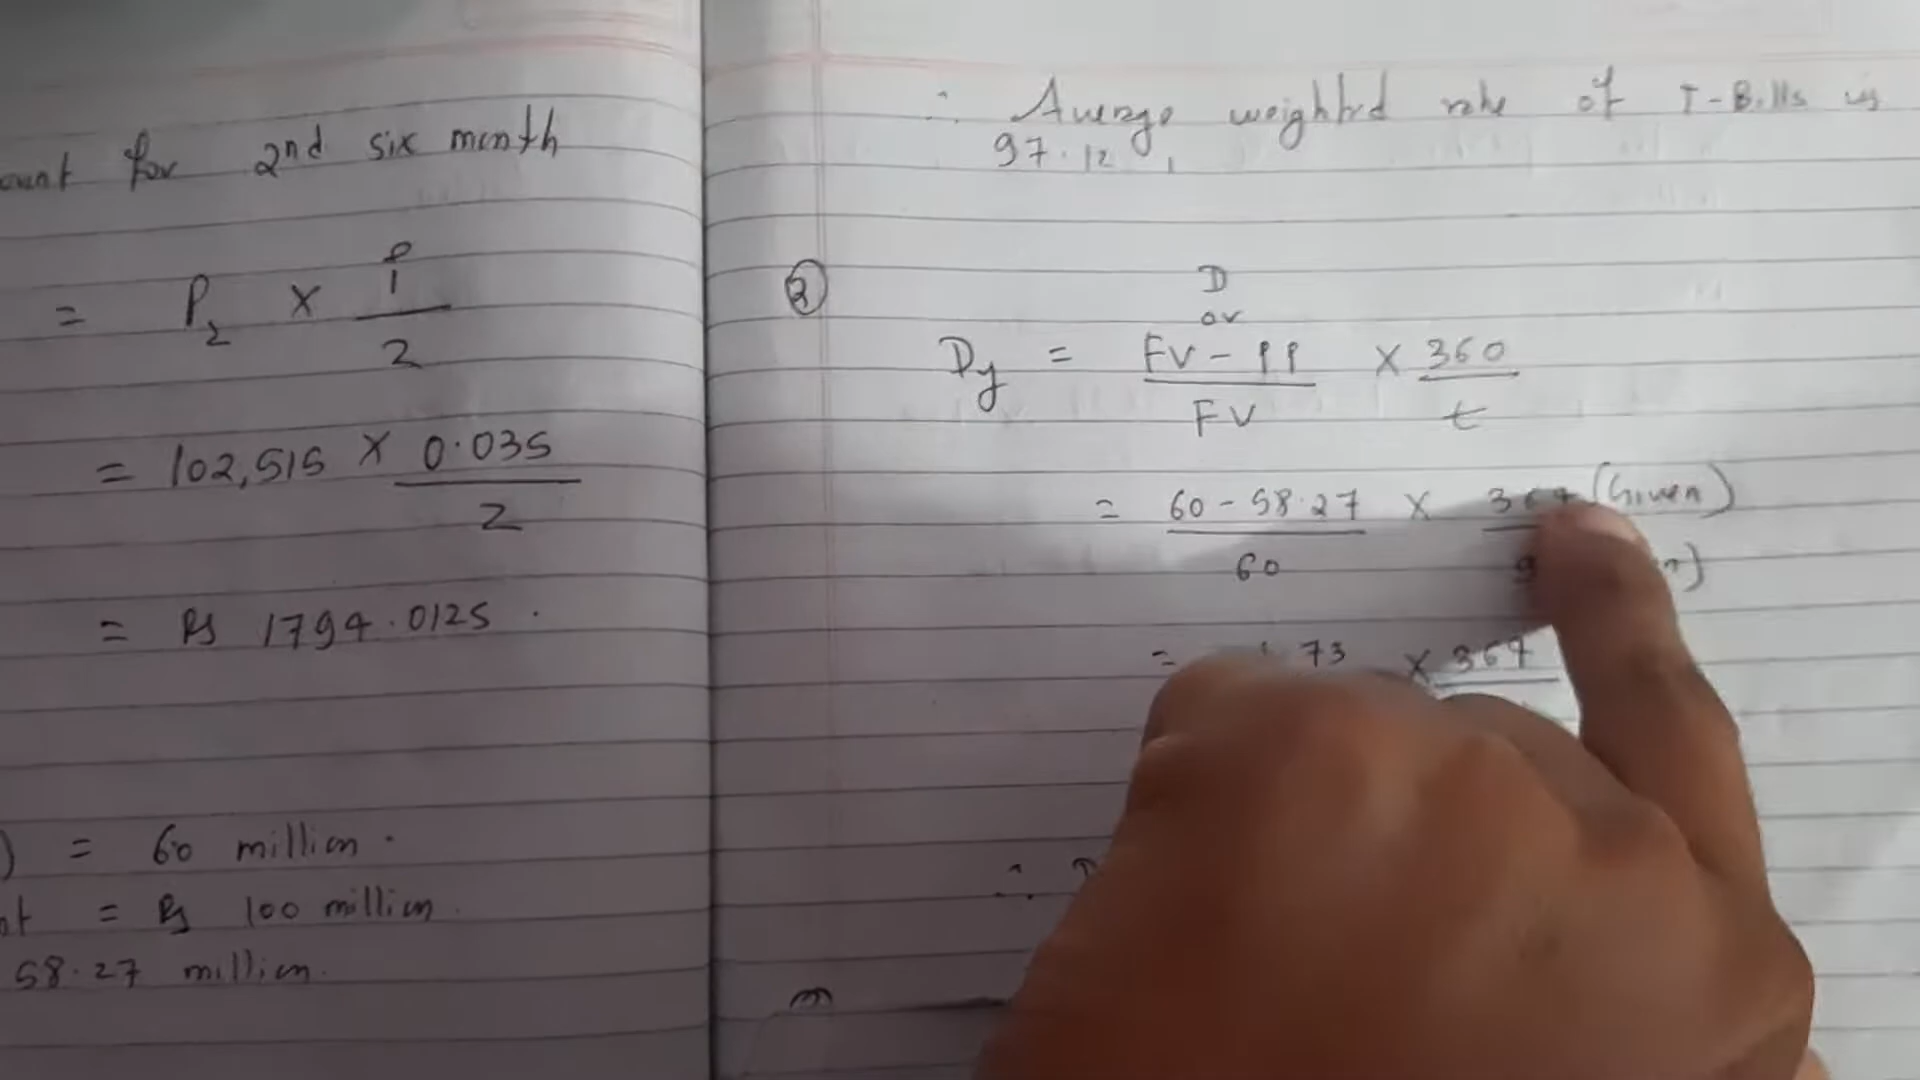 for 2nd six month
= P2 × i
2
= 102,515 × 0.035
2
= Rs 1794.0125
= 60 million
= Rs 100 million
58.27 million
∴ Average weighted rate of T-Bills is
97.12
2
D
or
Dy = FV - PP × 360
FV t
= 60 - 58.27 × (Given)
60
73 × 364